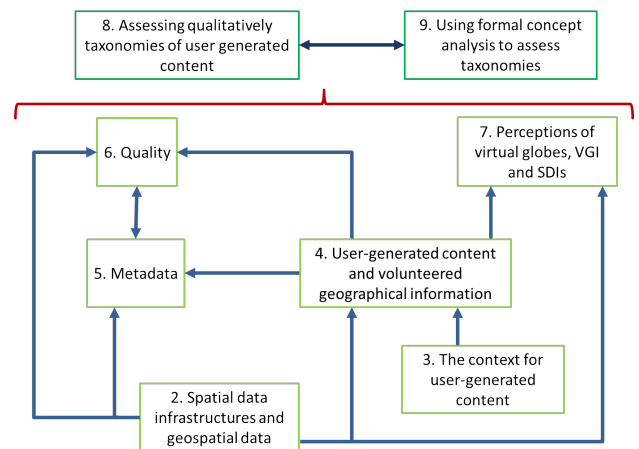 8. Assessing qualitatively
taxonomies of user generated
content
9. Using formal concept
analysis to assess
taxonomies
6. Quality
7. Perceptions of
virtual globes, VGI
and SDIs
5. Metadata
4. User-generated content
and volunteered
geographical information
3. The context for
user-generated
content
2. Spatial data
infrastructures and
geospatial data